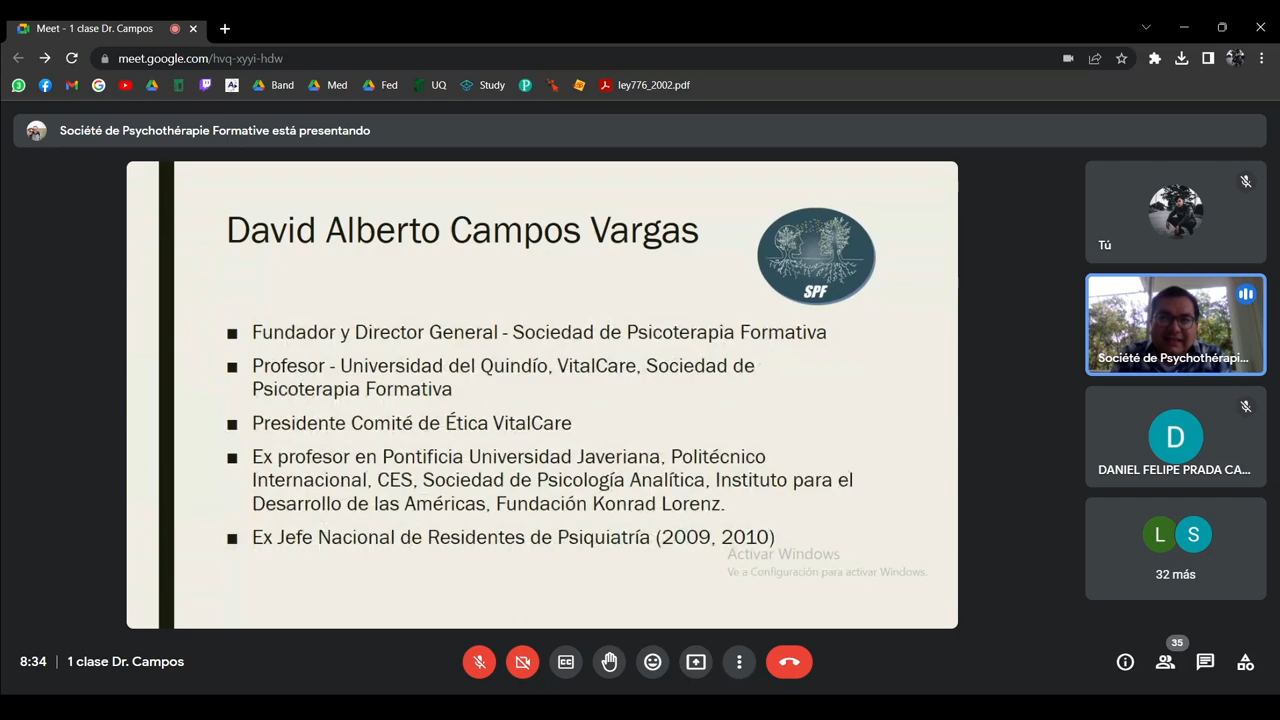 Meet - 1 clase Dr. Campos
meet.google.com/hvq-xyyi-hdw
Band Med Fed UQ Study ley776_2002.pdf
Société de Psychothérapie Formative está presentando
David Alberto Campos Vargas
SPF
■ Fundador y Director General - Sociedad de Psicoterapia Formativa
■ Profesor - Universidad del Quindío, VitalCare, Sociedad de
Psicoterapia Formativa
■ Presidente Comité de Ética VitalCare
■ Ex profesor en Pontificia Universidad Javeriana, Politécnico
Internacional, CES, Sociedad de Psicología Analítica, Instituto para el
Desarrollo de las Américas, Fundación Konrad Lorenz.
■ Ex Jefe Nacional de Residentes de Psiquiatría (2009, 2010)
Activar Windows
Ve a Configuración para activar Windows.
Tú
Société de Psychothérapi...
D
DANIEL FELIPE PRADA CA...
L S
32 más
8:34 | 1 clase Dr. Campos
35